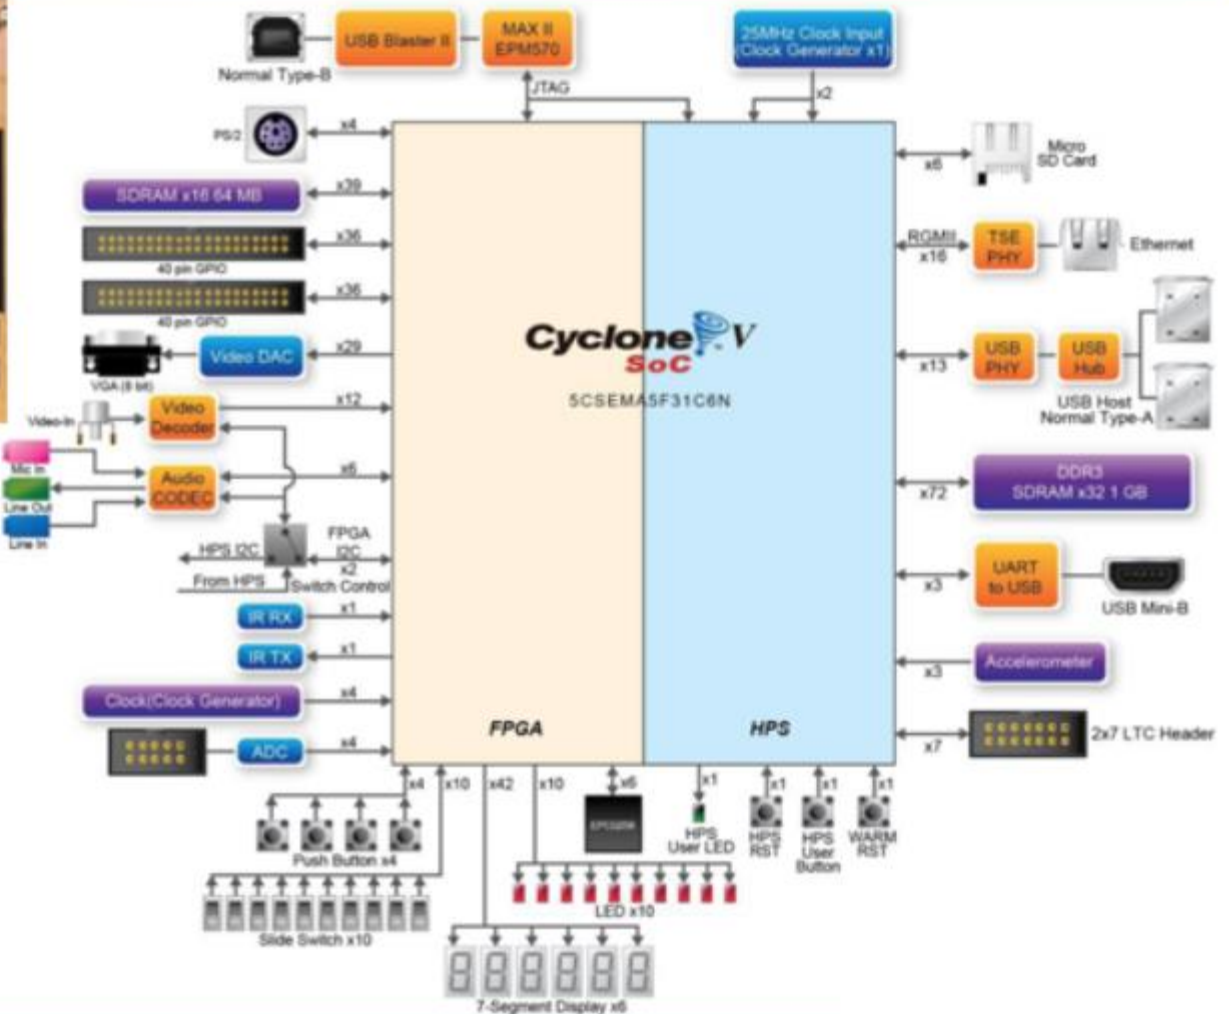 Normal Type-B
USB Blaster II
MAX II
EPM570
25MHz Clock Input
(Clock Generator x1)
JTAG
x2
PS/2
x4
x6
Micro
SD Card
SDRAM x16 64 MB
x39
x36
40 pin GPIO
RGMII
x16
TSE
PHY
Ethernet
x36
40 pin GPIO
Cyclone V
SoC
5CSEMA5F31C6N
VGA (8 bit)
Video DAC
x29
x13
USB
PHY
USB
Hub
USB Host
Normal Type-A
Video-In
Video
Decoder
x12
Mic In
Line Out
Line In
Audio
CODEC
x6
x72
DDR3
SDRAM x32 1 GB
HPS I2C
From HPS
FPGA
I2C
x2
Switch Control
x3
UART
to USB
USB Mini-B
IR RX
x1
IR TX
x1
x3
Accelerometer
Clock(Clock Generator)
x4
FPGA
HPS
x7
2x7 LTC Header
ADC
x4
x4
x10
x42
x10
x6
x1
x1
x1
x1
Push Button x4
HPS
User LED
HPS
RST
HPS
User
Button
WARM
RST
Slide Switch x10
LED x10
7-Segment Display x6